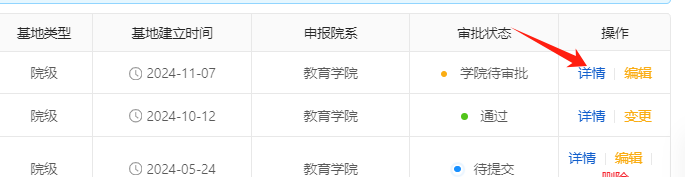 基地类型 基地建立时间 申报院系 审批状态 操作
院级 2024-11-07 教育学院 学院待审批 详情 编辑
院级 2024-10-12 教育学院 通过 详情 变更
院级 2024-05-24 教育学院 待提交 详情 编辑